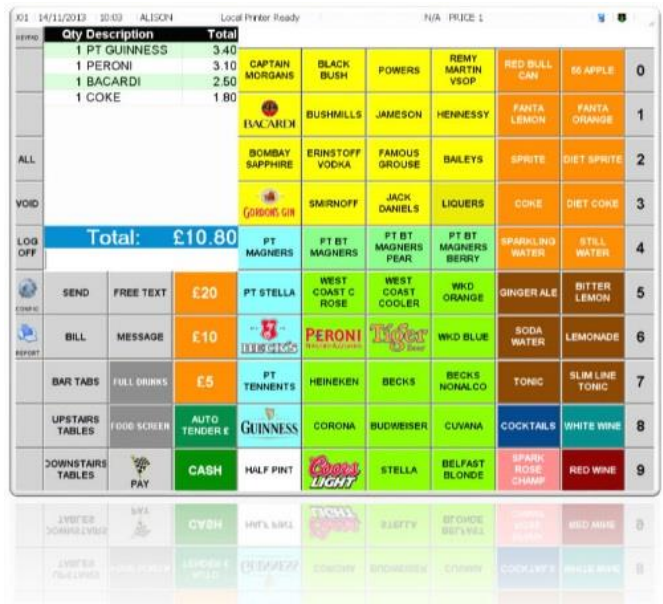 X01 14/11/2013 10:03 ALISON Local Printer Ready N/A PRICE 1
KEYPAD
Qty Description Total
1 PT GUINNESS 3.40
1 PERONI 3.10
1 BACARDI 2.50
1 COKE 1.80
Total: £10.80
ALL
VOID
LOG
OFF
CONFIG
REPORT
CAPTAIN
MORGANS
BLACK
BUSH
POWERS
REMY
MARTIN
VSOP
RED BULL
CAN
55 APPLE
0
BACARDI
BUSHMILLS
JAMESON
HENNESSY
FANTA
LEMON
FANTA
ORANGE
1
BOMBAY
SAPPHIRE
ERINSTOFF
VODKA
FAMOUS
GROUSE
BAILEYS
SPRITE
DIET SPRITE
2
GORDON'S GIN
SMIRNOFF
JACK
DANIELS
LIQUERS
COKE
DIET COKE
3
PT
MAGNERS
PT BT
MAGNERS
PT BT
MAGNERS
PEAR
PT BT
MAGNERS
BERRY
SPARKLING
WATER
STILL
WATER
4
SEND
FREE TEXT
£20
PT STELLA
WEST
COAST C
ROSE
WEST
COAST
COOLER
WKD
ORANGE
GINGER ALE
BITTER
LEMON
5
BILL
MESSAGE
£10
BECK'S
PERONI
Tiger
Beer
WKD BLUE
SODA
WATER
LEMONADE
6
BAR TABS
FULL DRINKS
£5
PT
TENNENTS
HEINEKEN
BECKS
BECKS
NONALCO
TONIC
SLIM LINE
TONIC
7
UPSTAIRS
TABLES
FOOD SCREEN
AUTO
TENDER £
GUINNESS
CORONA
BUDWEISER
CUVANA
COCKTAILS
WHITE WINE
8
DOWNSTAIRS
TABLES
PAY
CASH
HALF PINT
Coors
LIGHT
STELLA
BELFAST
BLONDE
SPARK
ROSE
CHAMP
RED WINE
9